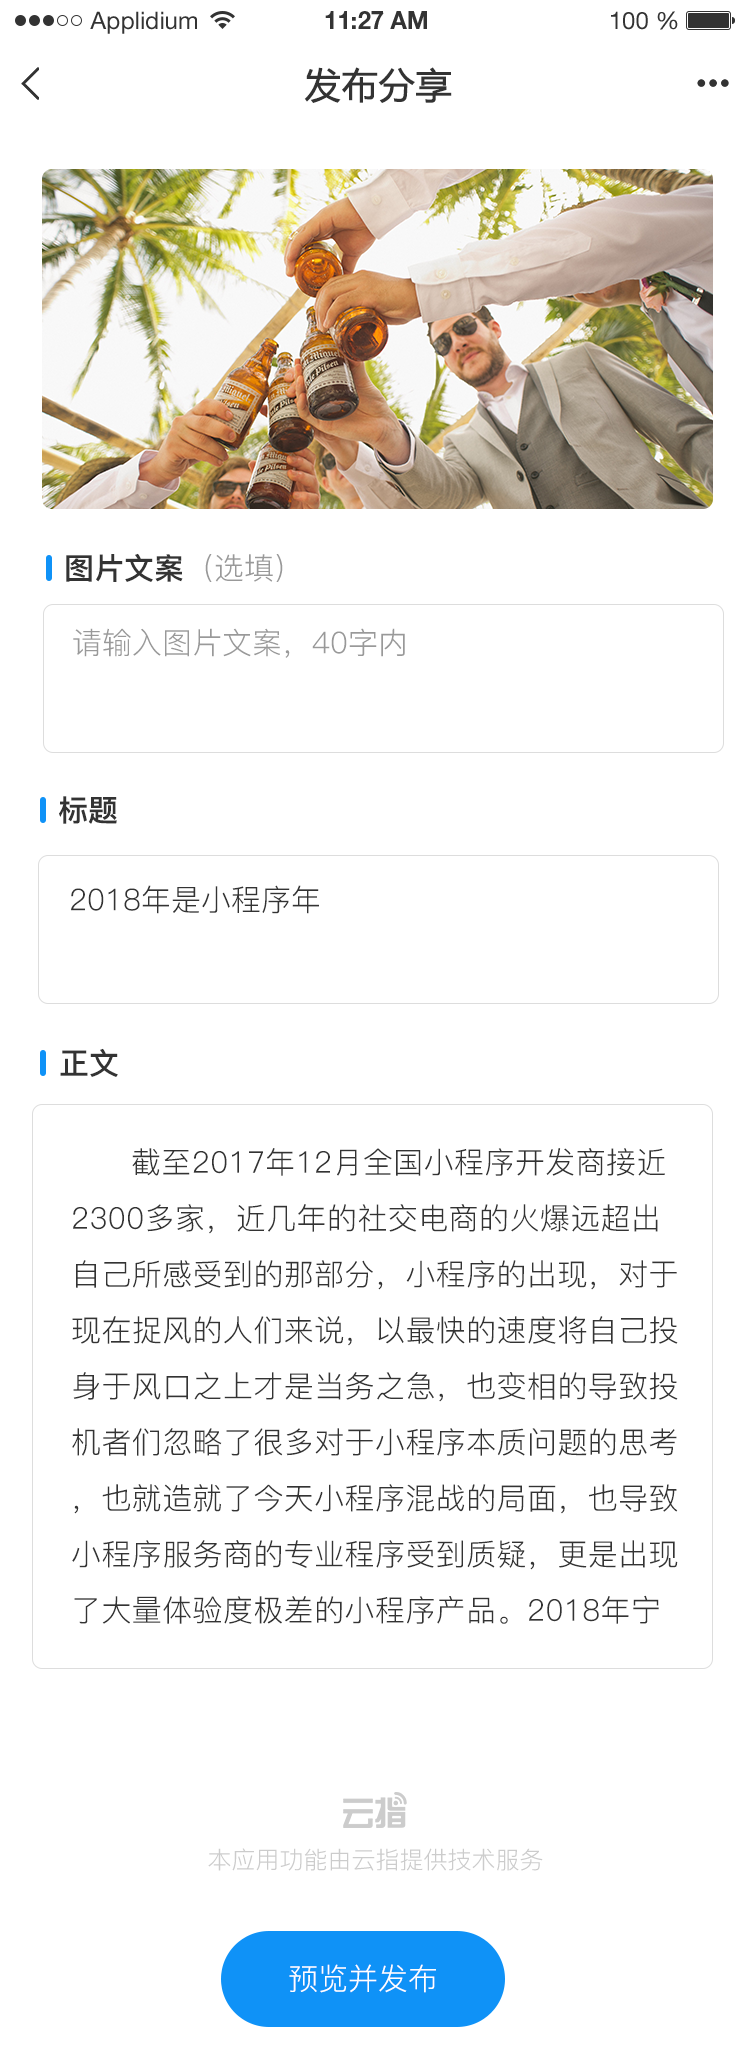 Applidium 11:27 AM 100 %
发布分享
San Miguel
Pale Pilsen
图片文案（选填）
请输入图片文案，40字内
标题
2018年是小程序年
正文
截至2017年12月全国小程序开发商接近
2300多家，近几年的社交电商的火爆远超出
自己所感受到的那部分，小程序的出现，对于
现在捉风的人们来说，以最快的速度将自己投
身于风口之上才是当务之急，也变相的导致投
机者们忽略了很多对于小程序本质问题的思考
，也就造就了今天小程序混战的局面，也导致
小程序服务商的专业程序受到质疑，更是出现
了大量体验度极差的小程序产品。2018年宁
云指
本应用功能由云指提供技术服务
预览并发布